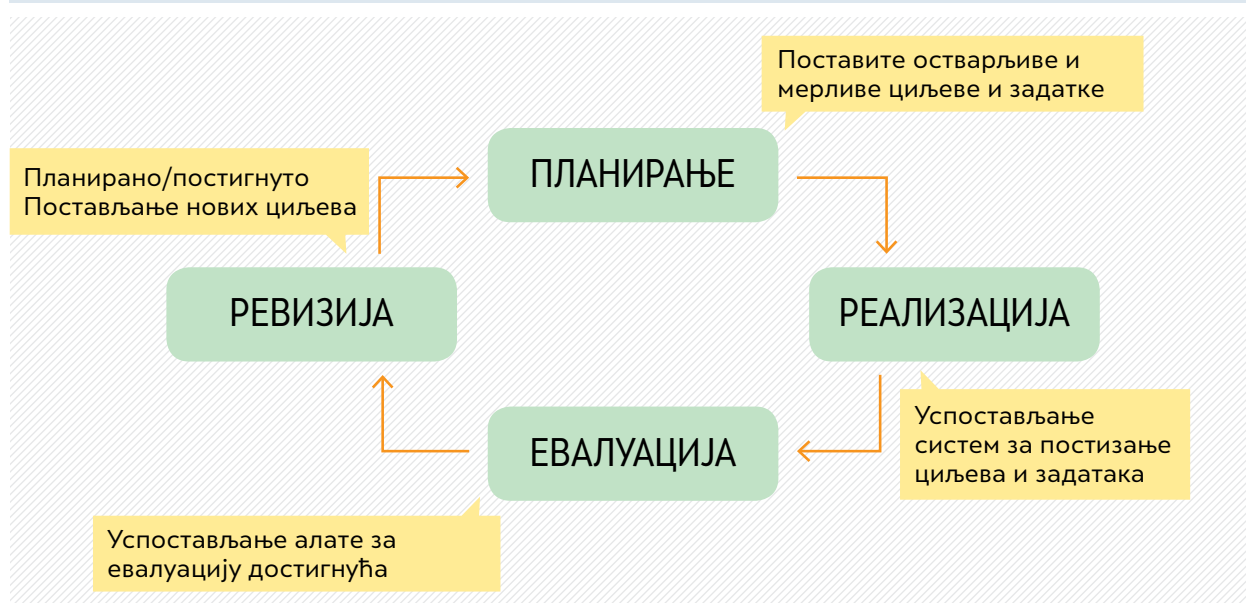 Поставите остварљиве и
мерливе циљеве и задатке
ПЛАНИРАЊЕ
Планирано/постигнуто
Постављање нових циљева
РЕВИЗИЈА
РЕАЛИЗАЦИЈА
Успостављање
систем за постизање
циљева и задатака
ЕВАЛУАЦИЈА
Успостављање алате за
евалуацију достигнућа